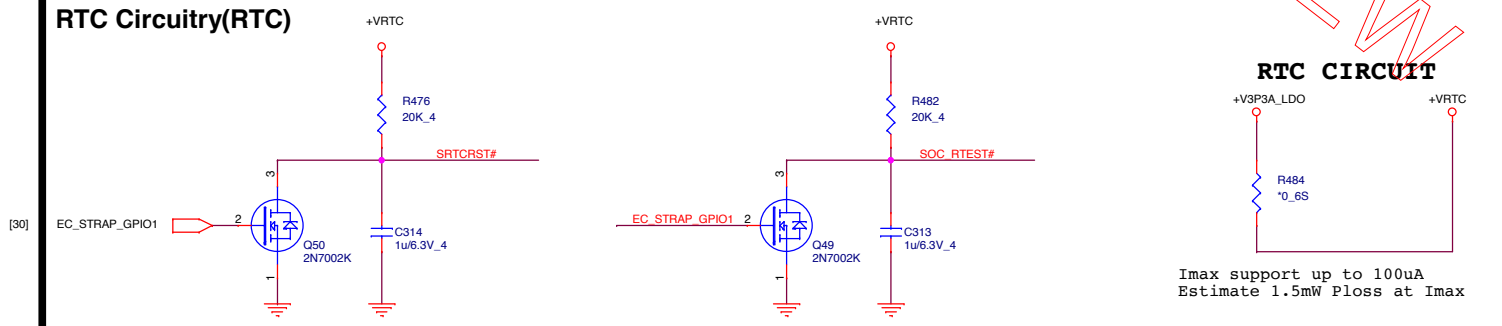 RTC Circuitry(RTC)
+VRTC
R476
20K_4
SRTCRST#
3
[30]
EC_STRAP_GPIO1
2
Q50
2N7002K
1
C314
1u/6.3V_4
+VRTC
R482
20K_4
SOC_RTEST#
3
EC_STRAP_GPIO1
2
Q49
2N7002K
1
C313
1u/6.3V_4
RTC CIRCUIT
+V3P3A_LDO
+VRTC
R484
*0_6S
Imax support up to 100uA
Estimate 1.5mW Ploss at Imax